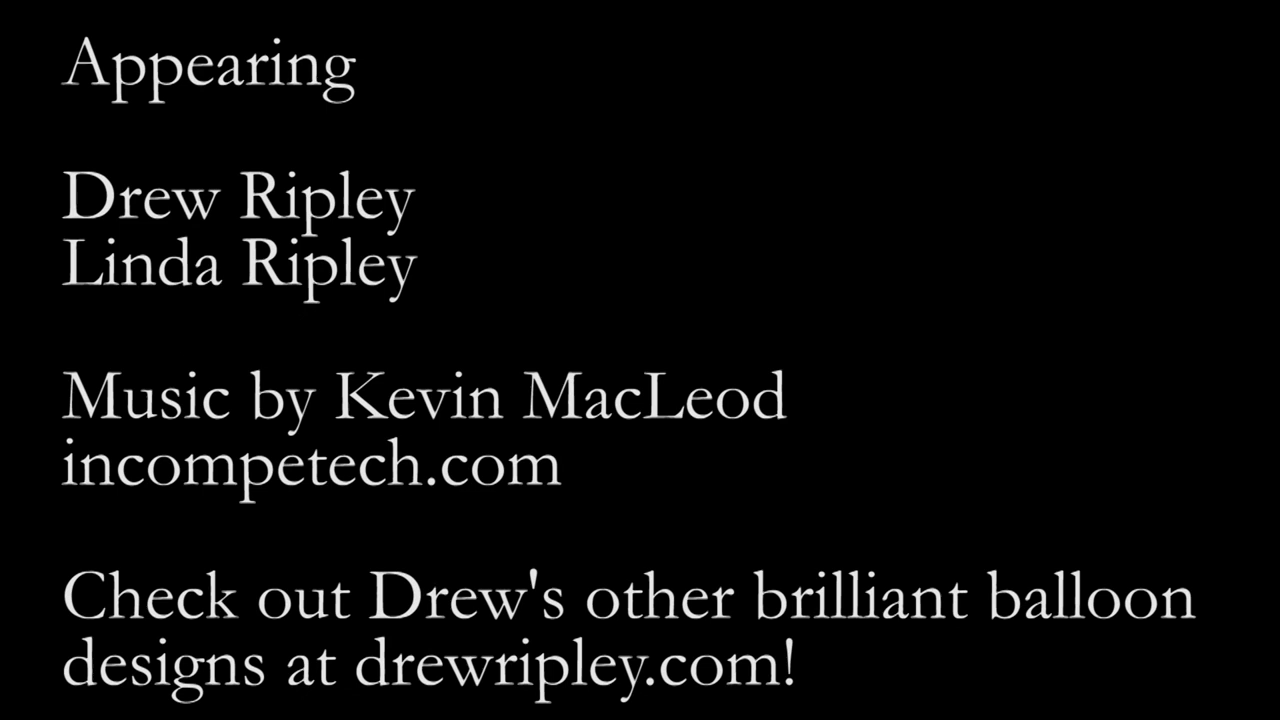 Appearing
Drew Ripley
Linda Ripley
Music by Kevin MacLeod
incompetech.com
Check out Drew's other brilliant balloon
designs at drewripley.com!